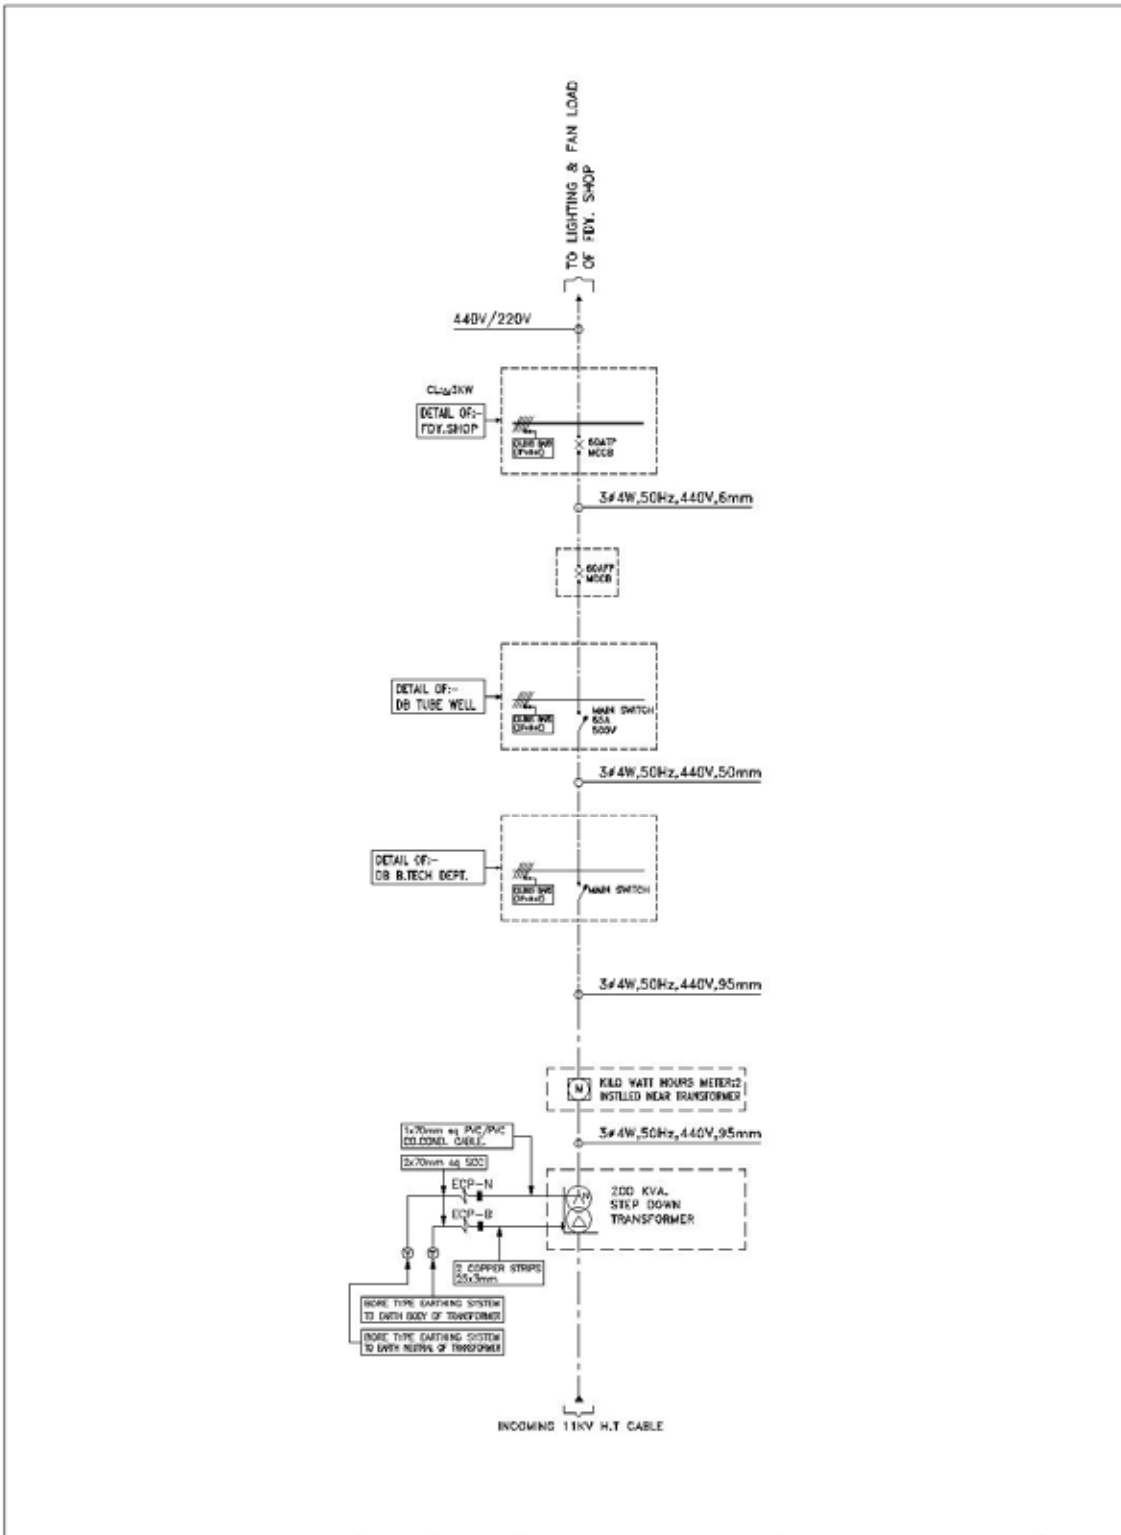 TO LIGHTING & FAN LOAD
OF FDY. SHOP
440V/220V
DETAIL OF:-
FDY.SHOP
60ATP
MCCB
3ø4W,50Hz,440V,6mm
MCCB
DETAIL OF:-
DB TUBE WELL
MAIN SWITCH
500V
3ø4W,50Hz,440V,50mm
DETAIL OF:-
DB B.TECH DEPT.
MAIN SWITCH
3ø4W,50Hz,440V,95mm
KILO WATT HOURS METER:2
INSTLLED NEAR TRANSFORMER
M
3ø4W,50Hz,440V,95mm
1x70mm sq PVC/PVC
CO.COND. CABLE.
2x70mm sq SCC
ECP-N
ECP-B
200 KVA.
STEP DOWN
TRANSFORMER
2 COPPER STRIPS
25x3mm
BORE TYPE EARTHING SYSTEM
TO EARTH BODY OF TRANSFORMER
BORE TYPE EARTHING SYSTEM
TO EARTH NEUTRAL OF TRANSFORMER
INCOMING 11KV H.T CABLE